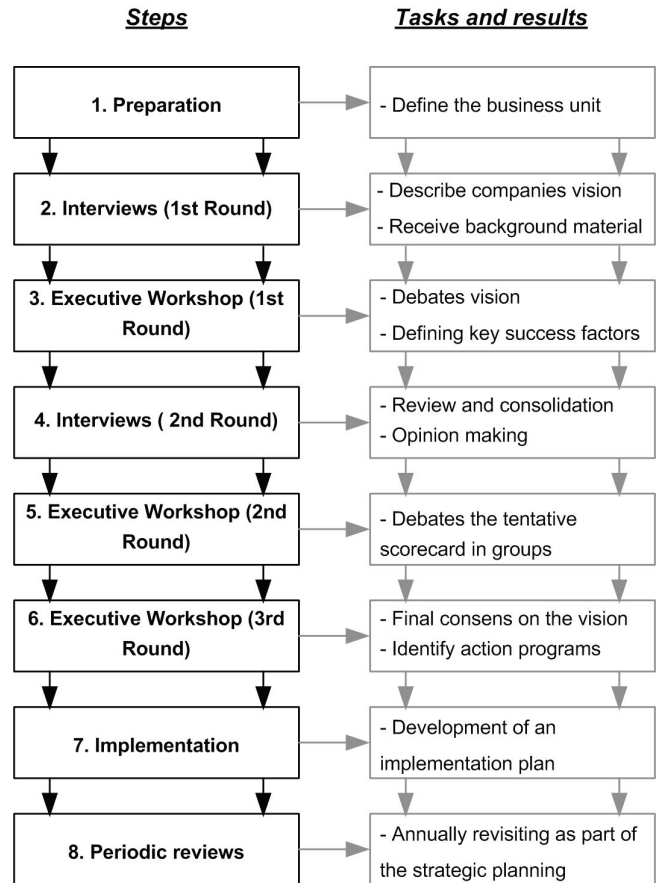 Steps
Tasks and results
1. Preparation
- Define the business unit
2. Interviews (1st Round)
- Describe companies vision
- Receive background material
3. Executive Workshop (1st
Round)
- Debates vision
- Defining key success factors
4. Interviews ( 2nd Round)
- Review and consolidation
- Opinion making
5. Executive Workshop (2nd
Round)
- Debates the tentative
scorecard in groups
6. Executive Workshop (3rd
Round)
- Final consens on the vision
- Identify action programs
7. Implementation
- Development of an
implementation plan
8. Periodic reviews
- Annually revisiting as part of
the strategic planning